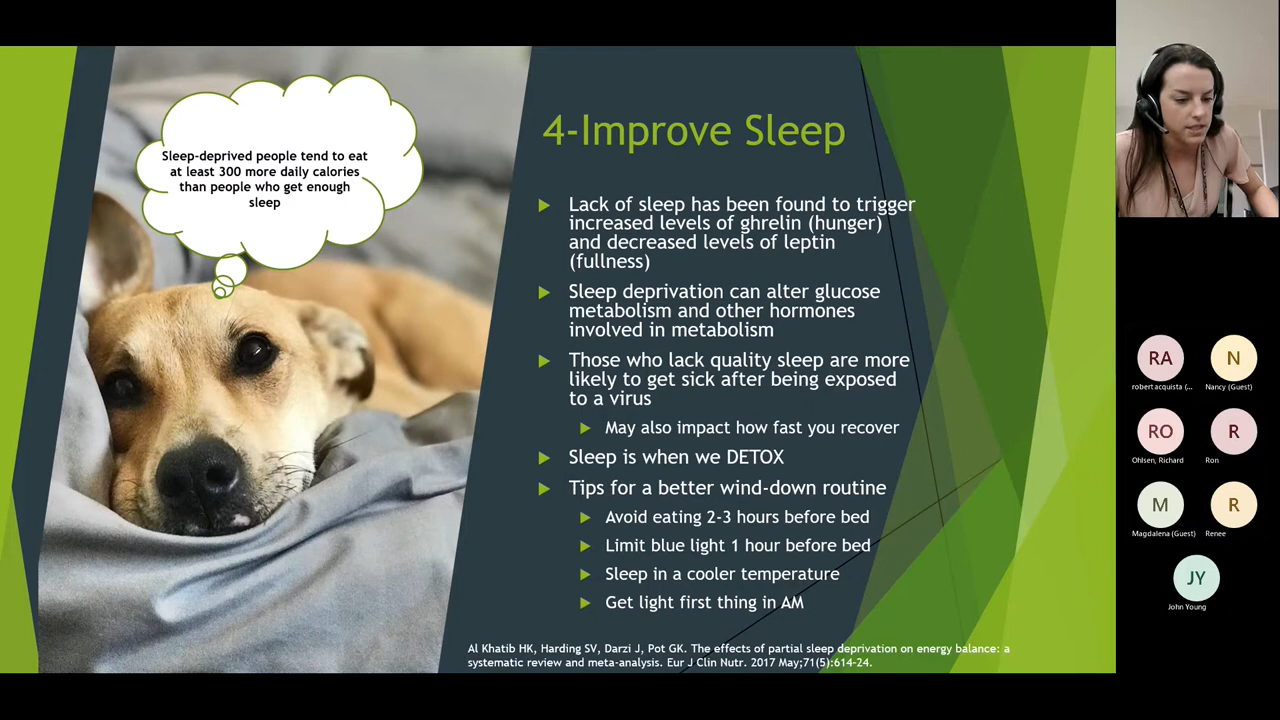 Sleep-deprived people tend to eat
at least 300 more daily calories
than people who get enough
sleep
4-Improve Sleep
Lack of sleep has been found to trigger
increased levels of ghrelin (hunger)
and decreased levels of leptin
(fullness)
Sleep deprivation can alter glucose
metabolism and other hormones
involved in metabolism
Those who lack quality sleep are more
likely to get sick after being exposed
to a virus
May also impact how fast you recover
Sleep is when we DETOX
Tips for a better wind-down routine
Avoid eating 2-3 hours before bed
Limit blue light 1 hour before bed
Sleep in a cooler temperature
Get light first thing in AM
Al Khatib HK, Harding SV, Darzi J, Pot GK. The effects of partial sleep deprivation on energy balance: a
systematic review and meta-analysis. Eur J Clin Nutr. 2017 May;71(5):614-24.
RA
robert acquista (...
N
Nancy (Guest)
RO
Ohlsen, Richard
R
Ron
M
Magdalena (Guest)
R
Renee
JY
John Young